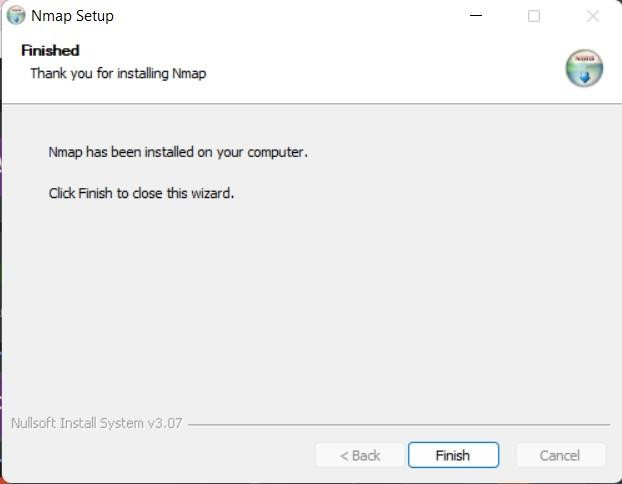 Nmap Setup
Finished
Thank you for installing Nmap
Nmap has been installed on your computer.
Click Finish to close this wizard.
Nullsoft Install System v3.07
< Back
Finish
Cancel